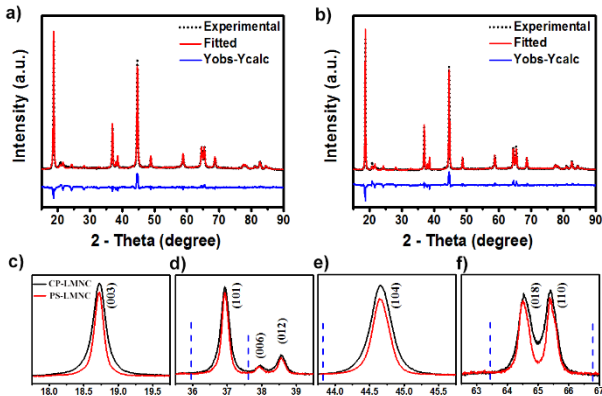 a)
Experimental
Fitted
Yobs-Ycalc
Intensity (a.u.)
20 30 40 50 60 70 80 90
2 - Theta (degree)
b)
Experimental
Fitted
Yobs-Ycalc
Intensity (a.u.)
20 30 40 50 60 70 80 90
2 - Theta (degree)
c)
CP-LMNC
PS-LMNC
(003)
18.0 18.5 19.0 19.5
d)
(101)
(006)
(012)
36 37 38 39
e)
(104)
44.0 44.5 45.0 45.5
f)
(018)
(110)
63 64 65 66 67